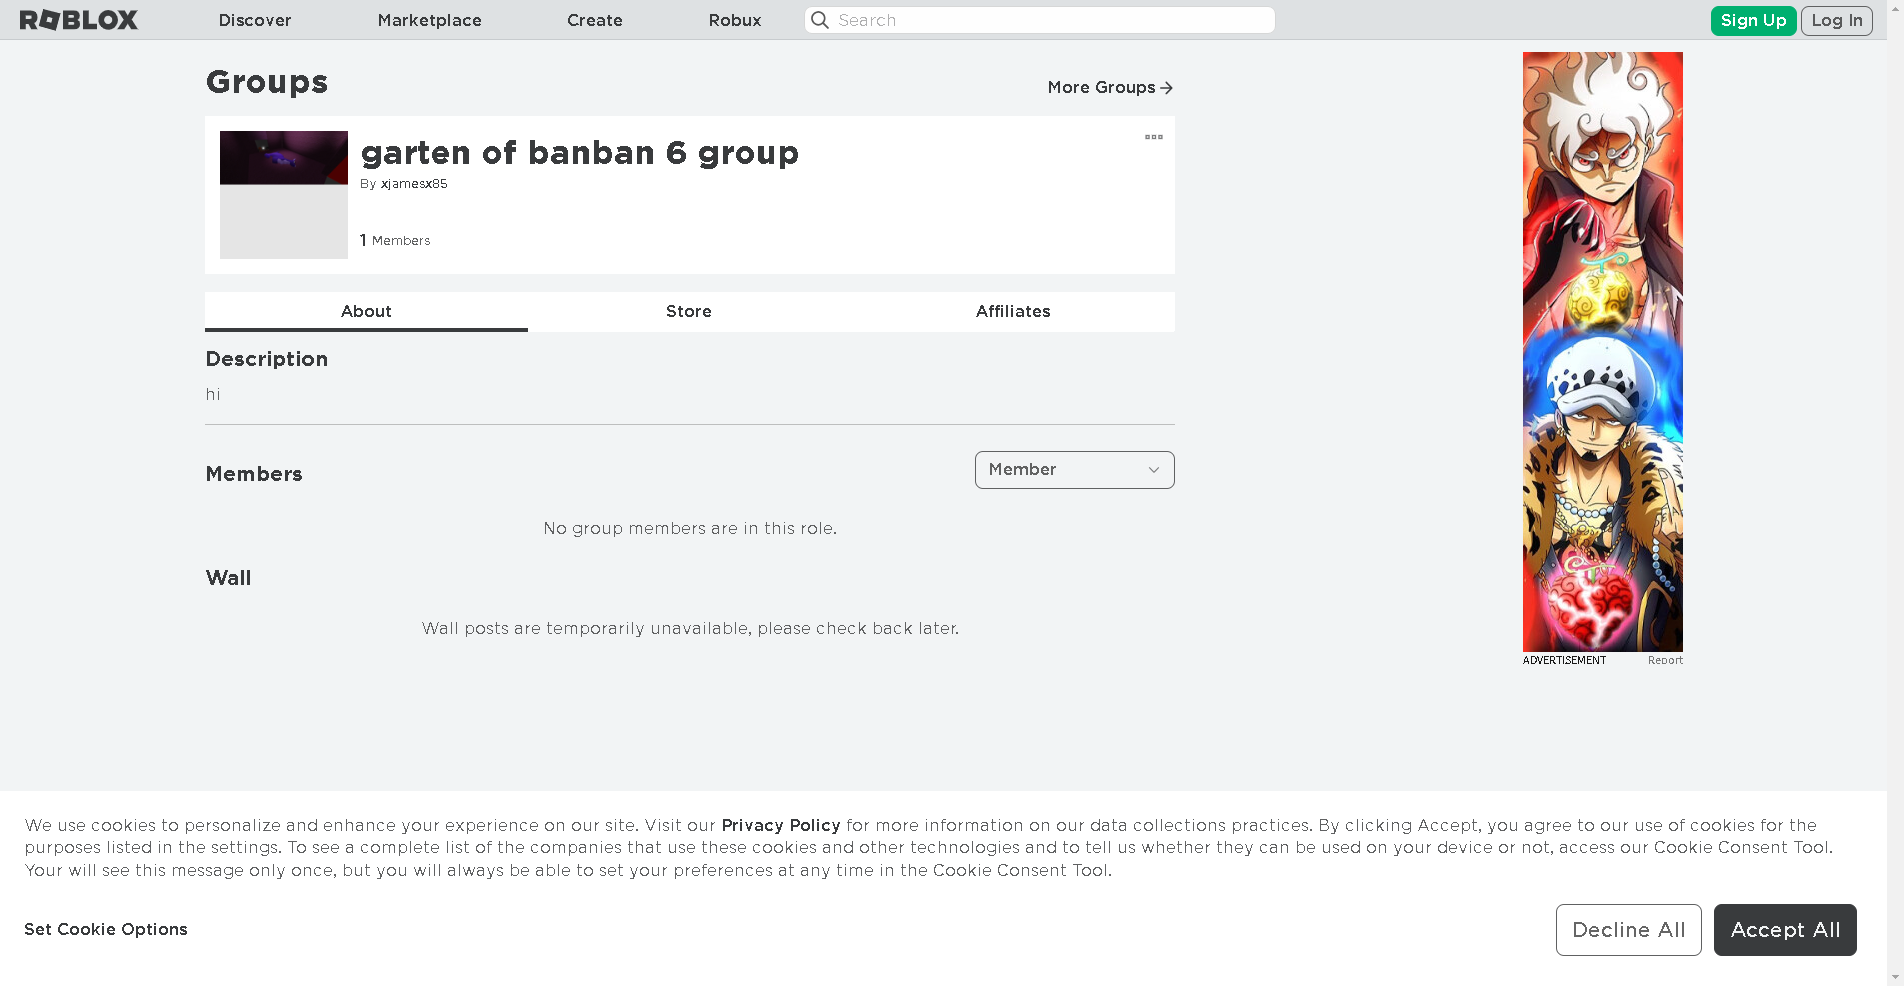 ROBLOX Discover Marketplace Create Robux Search Sign Up Log In
Groups
More Groups
garten of banban 6 group
By xjamesx85
1 Members
About Store Affiliates
Description
hi
Members
Member
No group members are in this role.
Wall
Wall posts are temporarily unavailable, please check back later.
ADVERTISEMENT Report
We use cookies to personalize and enhance your experience on our site. Visit our Privacy Policy for more information on our data collections practices. By clicking Accept, you agree to our use of cookies for the
purposes listed in the settings. To see a complete list of the companies that use these cookies and other technologies and to tell us whether they can be used on your device or not, access our Cookie Consent Tool.
Your will see this message only once, but you will always be able to set your preferences at any time in the Cookie Consent Tool.
Set Cookie Options
Decline All
Accept All